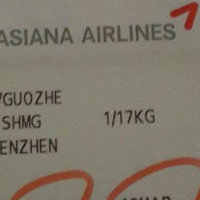 ASIANA AIRLINES
/GUOZHE
SHMG 1/17KG
ENZHEN